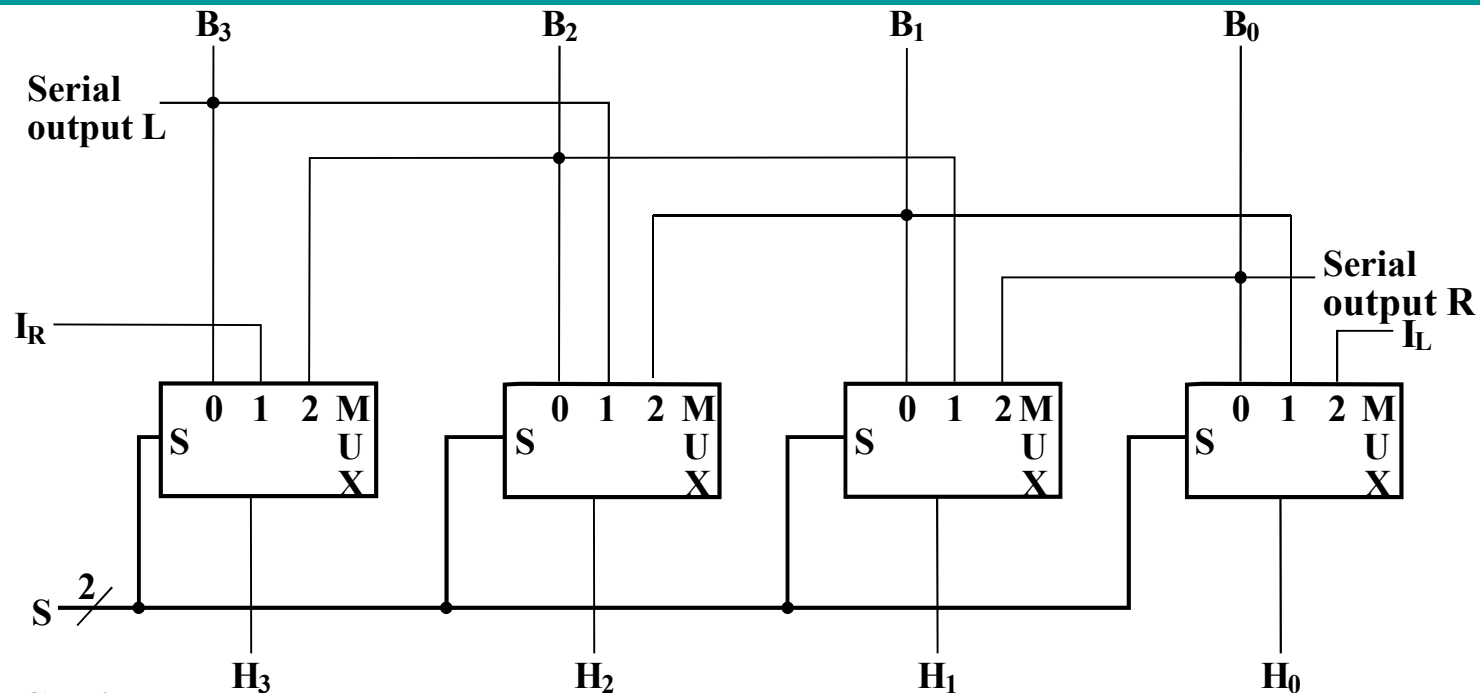 B3 B2 B1 B0
Serial
output L
Serial
output R
IR
IL
0 1 2 M
U
X
S
0 1 2 M
U
X
S
0 1 2 M
U
X
S
0 1 2 M
U
X
S
2
S
H3 H2 H1 H0